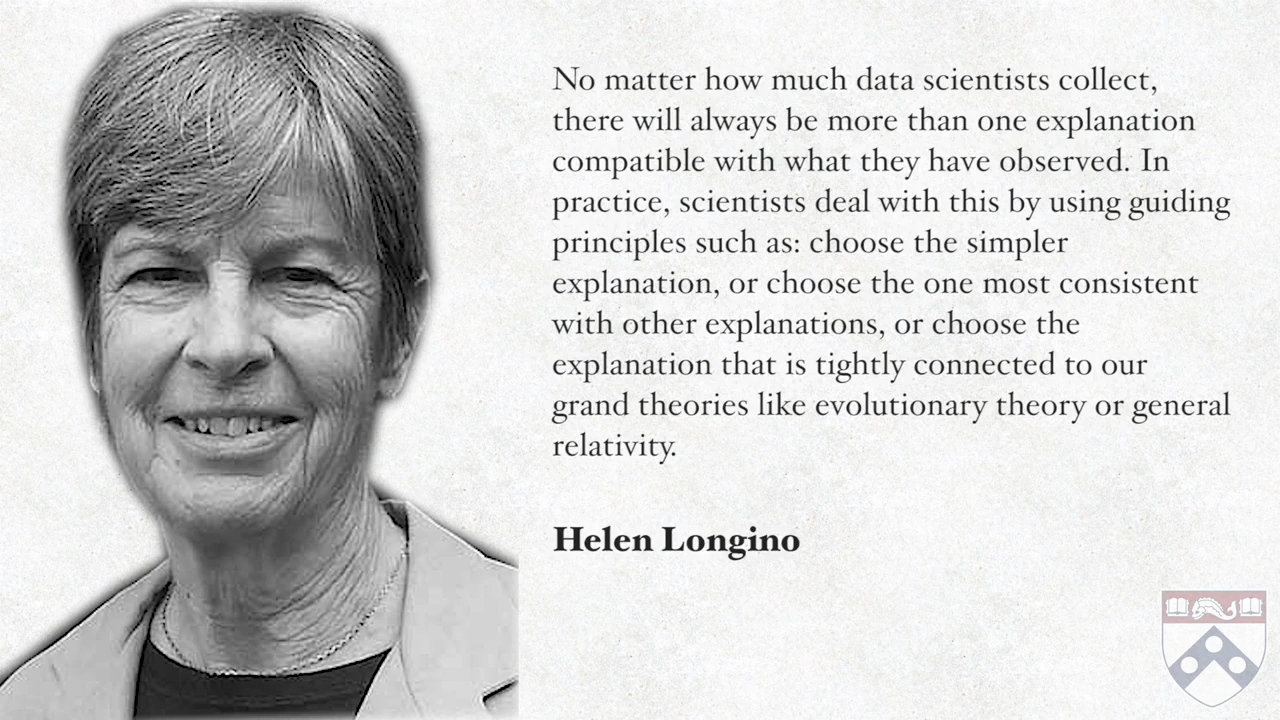 No matter how much data scientists collect,
there will always be more than one explanation
compatible with what they have observed. In
practice, scientists deal with this by using guiding
principles such as: choose the simpler
explanation, or choose the one most consistent
with other explanations, or choose the
explanation that is tightly connected to our
grand theories like evolutionary theory or general
relativity.
Helen Longino